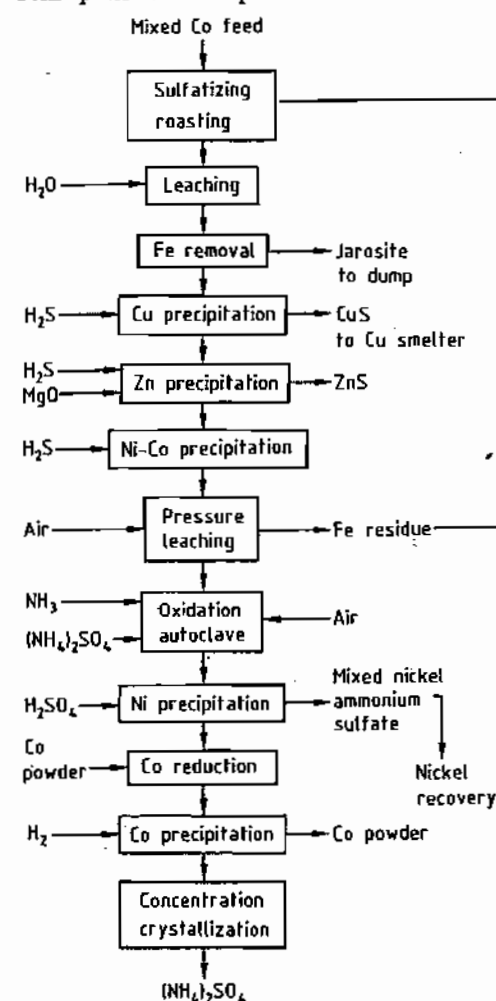 Mixed Co feed
Sulfatizing
roasting
H₂O
Leaching
Fe removal
Jarosite
to dump
H₂S
Cu precipitation
CuS
to Cu smelter
H₂S
MgO
Zn precipitation
ZnS
H₂S
Ni-Co precipitation
Air
Pressure
leaching
Fe residue
NH₃
(NH₄)₂SO₄
Oxidation
autoclave
Air
H₂SO₄
Ni precipitation
Mixed nickel
ammonium
sulfate
Nickel
recovery
Co
powder
Co reduction
H₂
Co precipitation
Co powder
Concentration
crystallization
(NH₄)₂SO₄